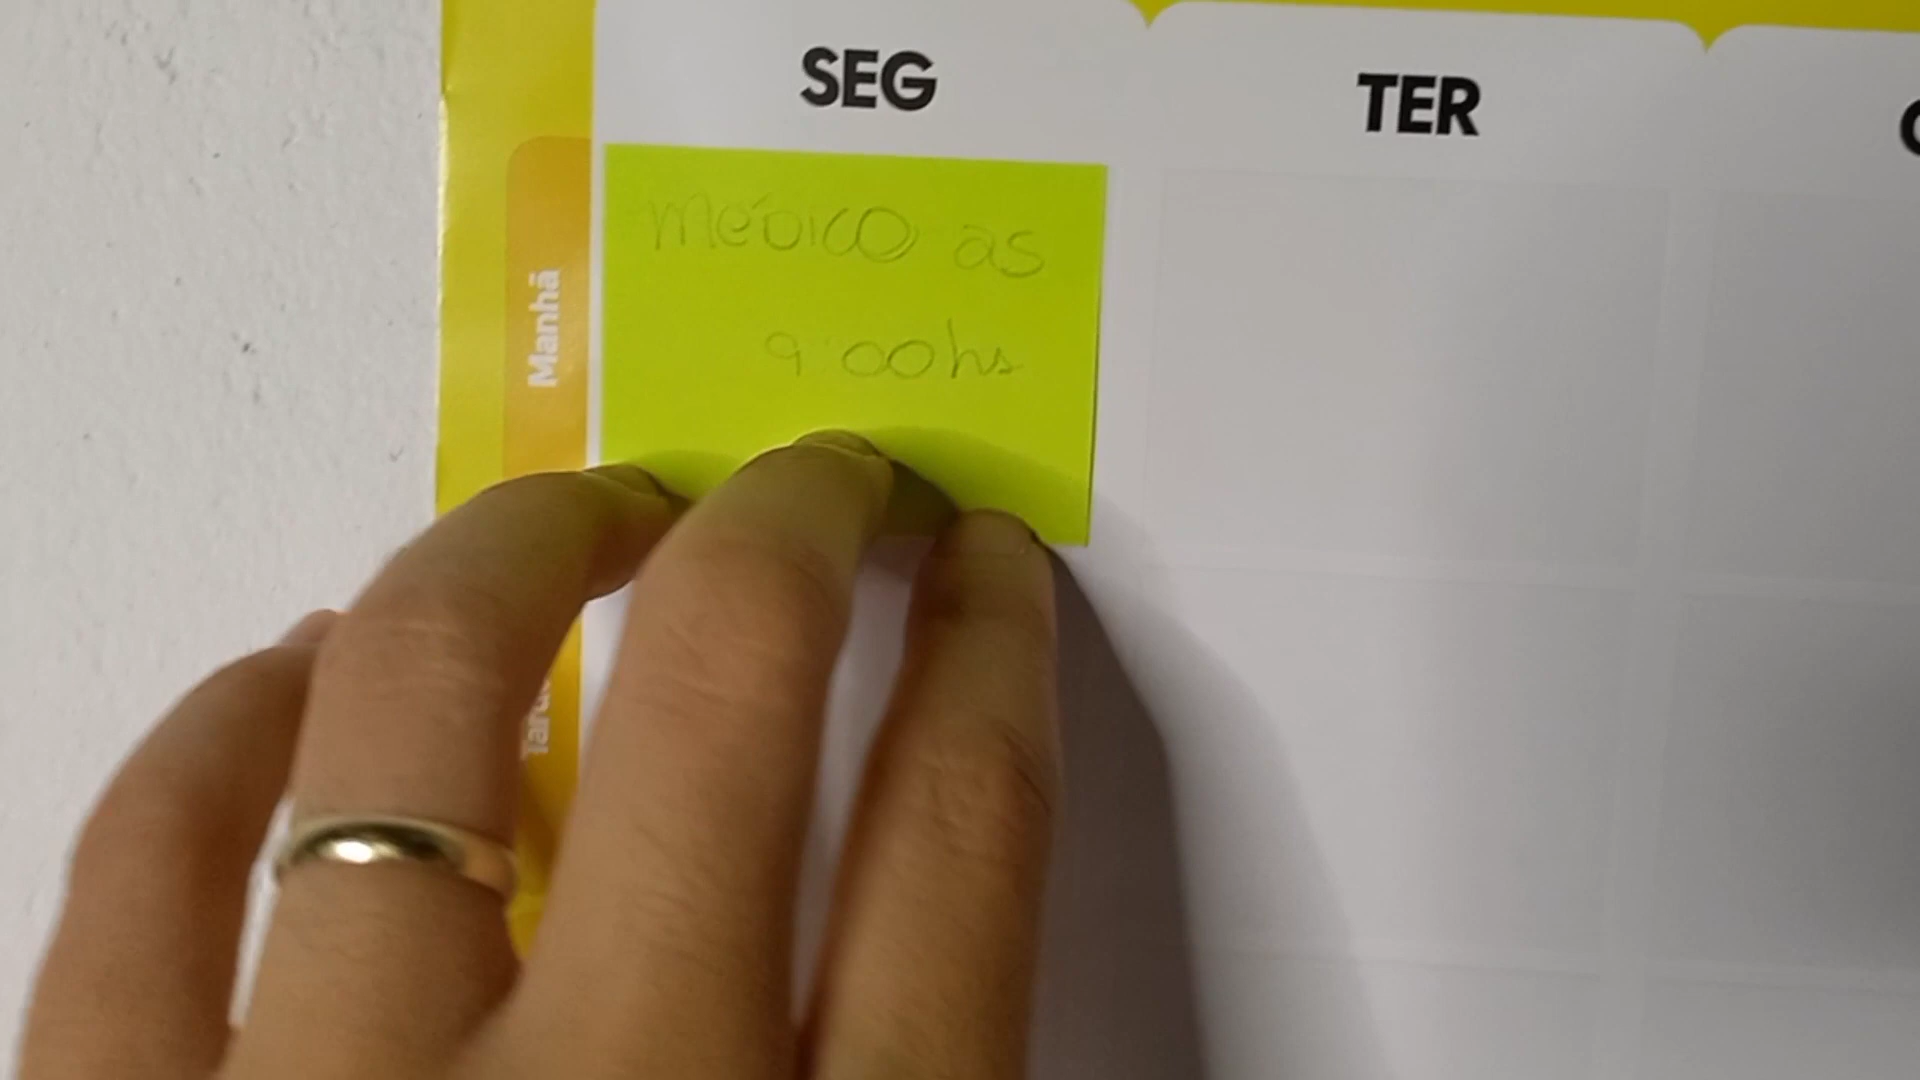 SEG
TER
Manhã
médico as
9:00hs